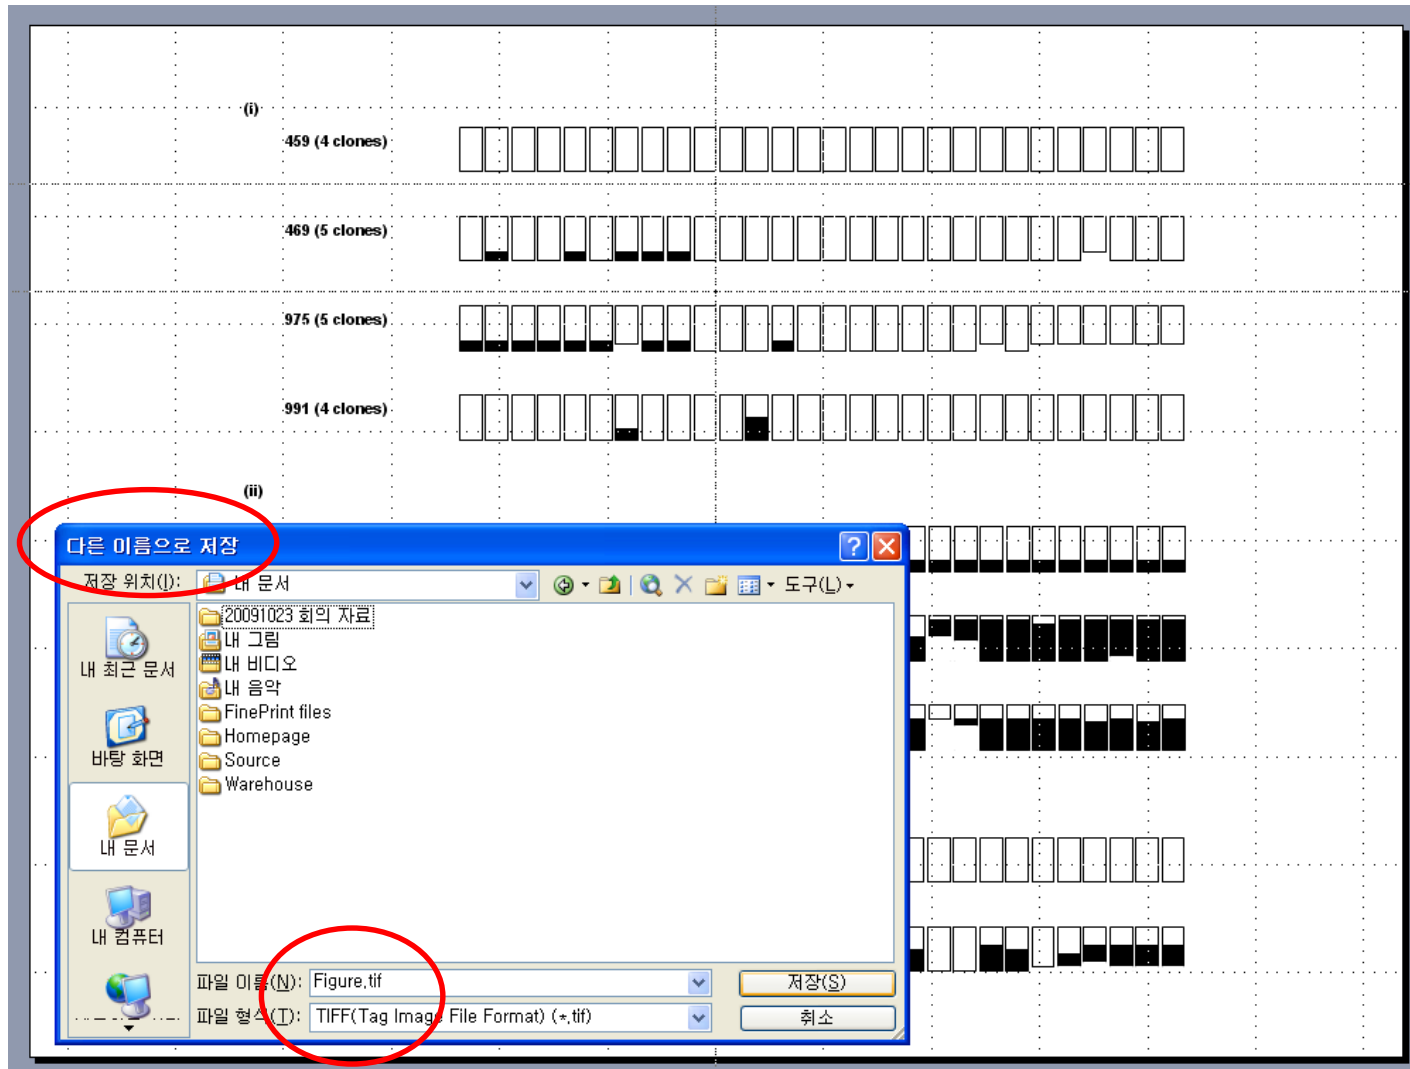 (i)
459 (4 clones)
469 (5 clones)
975 (5 clones)
991 (4 clones)
(ii)
다른 이름으로 저장
저장 위치(I):
내 문서
도구(L)
20091023 회의 자료
내 그림
내 비디오
내 음악
FinePrint files
Homepage
Source
Warehouse
내 최근 문서
바탕 화면
내 문서
내 컴퓨터
파일 이름(N):
Figure.tif
저장(S)
파일 형식(T):
TIFF(Tag Image File Format) (*.tif)
취소